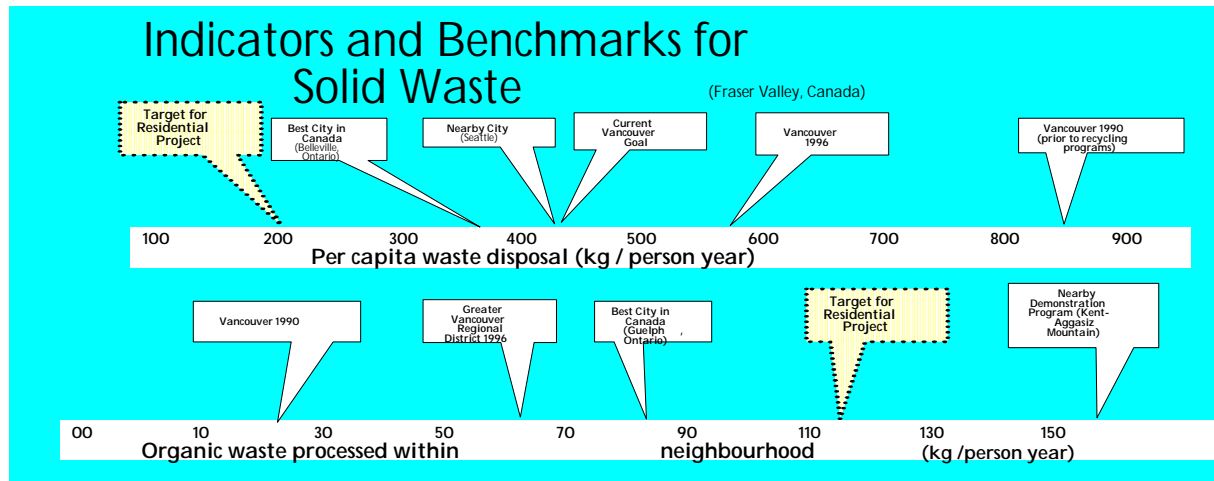 Indicators and Benchmarks for
Solid Waste
(Fraser Valley, Canada)
Target for
Residential
Project
Best City in
Canada
(Belleville,
Ontario)
Nearby City
(Seattle)
Current
Vancouver
Goal
Vancouver
1996
Vancouver 1990
(prior to recycling
programs)
100 200 300 400 500 600 700 800 900
Per capita waste disposal (kg / person year)
Vancouver 1990
Greater
Vancouver
Regional
District 1996
Best City in
Canada
(Guelph ,
Ontario)
Target for
Residential
Project
Nearby
Demonstration
Program (Kent-
Aggasiz
Mountain)
00 10 30 50 70 90 110 130 150
Organic waste processed within neighbourhood (kg /person year)